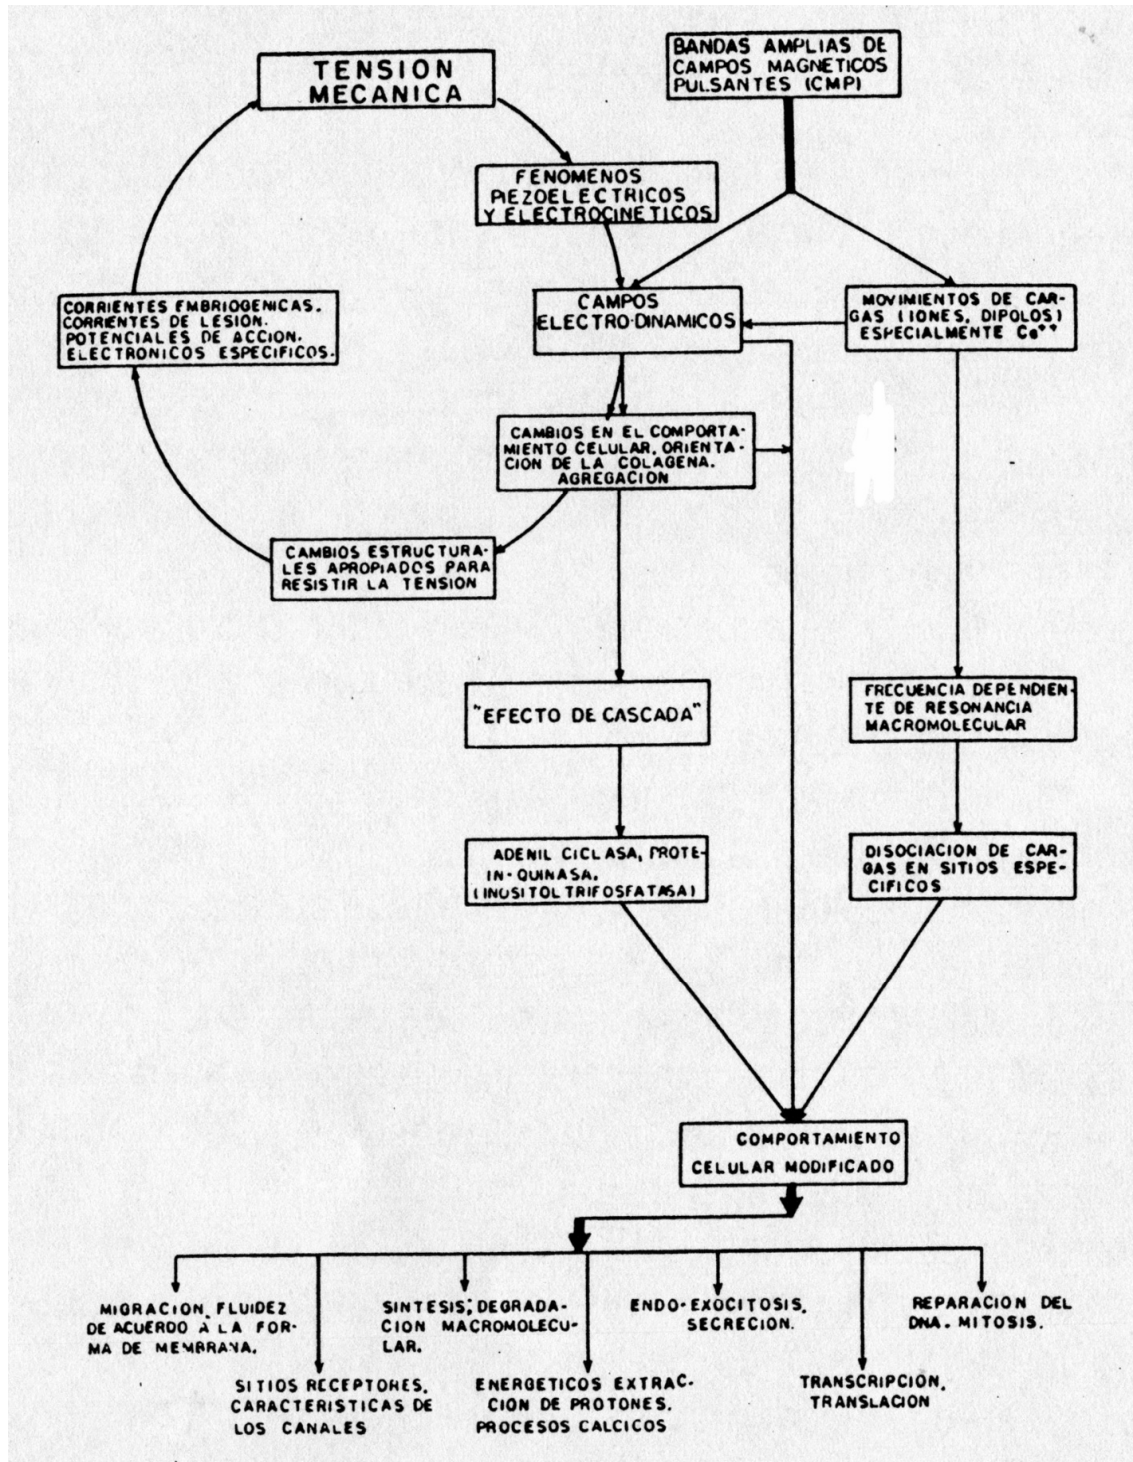 TENSION
MECANICA
BANDAS AMPLIAS DE
CAMPOS MAGNETICOS
PULSANTES (CMP)
FENOMENOS
PIEZOELECTRICOS
Y ELECTROCINETICOS
CORRIENTES EMBRIOGENICAS.
CORRIENTES DE LESION.
POTENCIALES DE ACCION.
ELECTRONICOS ESPECIFICOS.
CAMPOS
ELECTRO-DINAMICOS
MOVIMIENTOS DE CAR-
GAS (IONES, DIPOLOS)
ESPECIALMENTE Ca++
CAMBIOS EN EL COMPORTA-
MIENTO CELULAR, ORIENTA-
CION DE LA COLAGENA.
AGREGACION
CAMBIOS ESTRUCTURA-
LES APROPIADOS PARA
RESISTIR LA TENSION
"EFECTO DE CASCADA"
FRECUENCIA DEPENDIEN-
TE DE RESONANCIA
MACROMOLECULAR
ADENIL CICLASA, PROTE-
IN-QUINASA.
(INOSITOL TRIFOSFATASA)
DISOCIACION DE CAR-
GAS EN SITIOS ESPE-
CIFICOS
COMPORTAMIENTO
CELULAR MODIFICADO
MIGRACION, FLUIDEZ
DE ACUERDO A LA FOR-
MA DE MEMBRANA.
SINTESIS; DEGRADA-
CION MACROMOLECU-
LAR.
ENDO-EXOCITOSIS,
SECRECION.
REPARACION DEL
DNA. MITOSIS.
SITIOS RECEPTORES,
CARACTERISTICAS DE
LOS CANALES
ENERGETICOS EXTRAC-
CION DE PROTONES.
PROCESOS CALCICOS
TRANSCRIPCION,
TRANSLACION